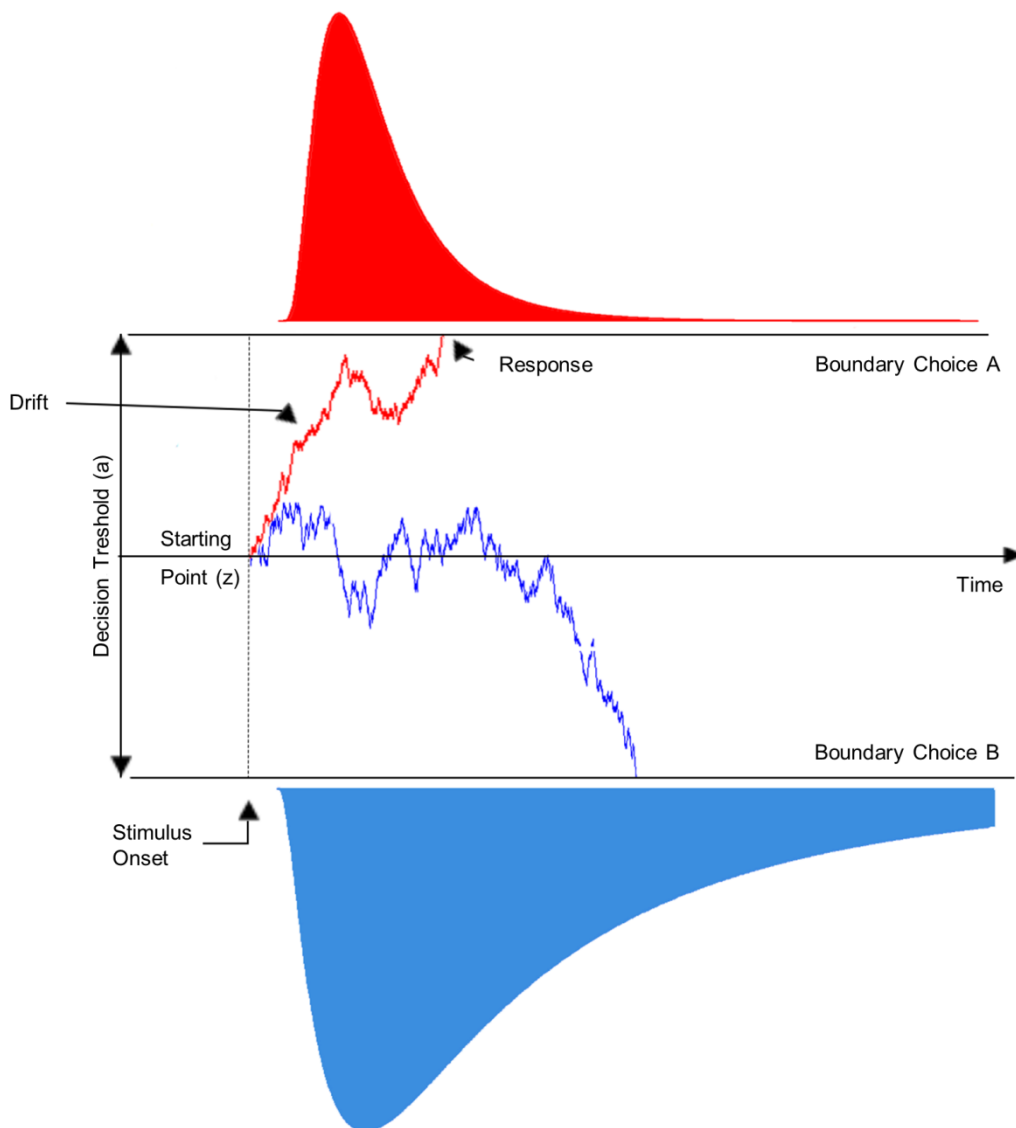 Response
Boundary Choice A
Drift
Decision Treshold (a)
Starting
Point (z)
Time
Boundary Choice B
Stimulus
Onset